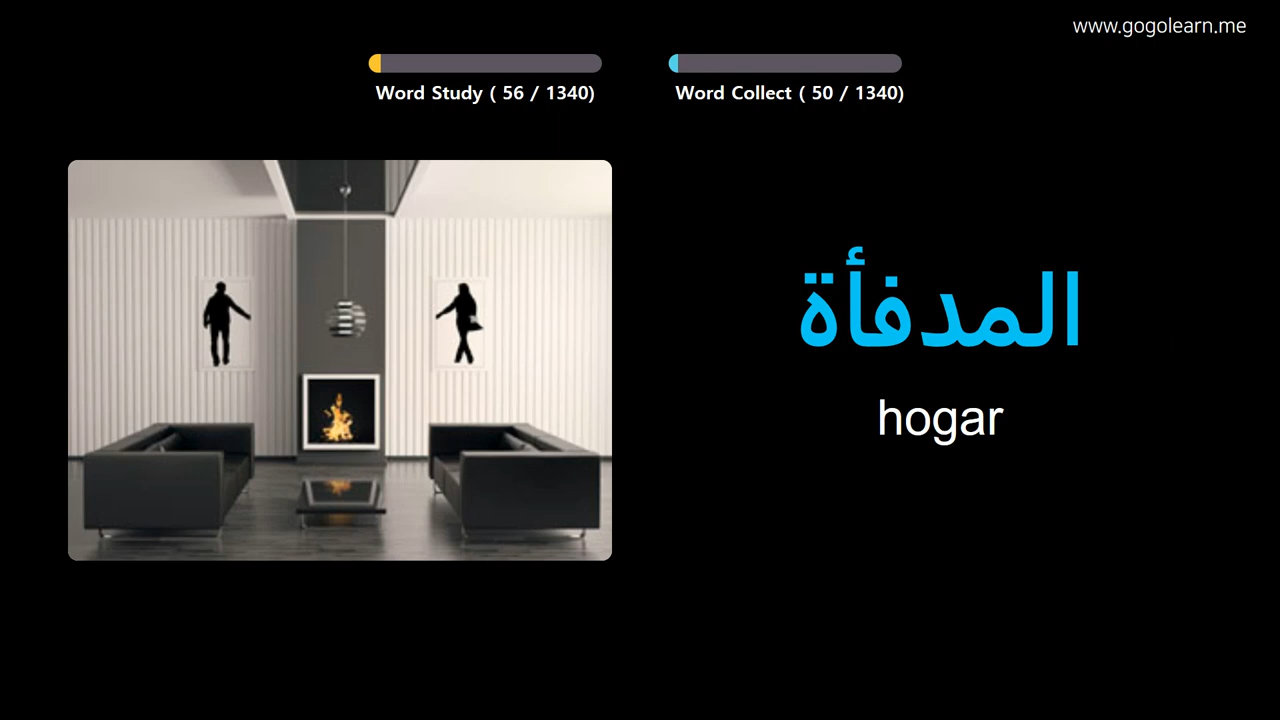 www.gogolearn.me
Word Study ( 56 / 1340)
Word Collect ( 50 / 1340)
المدفأة
hogar